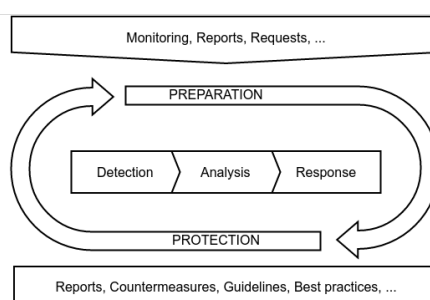 Monitoring, Reports, Requests, ...
PREPARATION
Detection
Analysis
Response
PROTECTION
Reports, Countermeasures, Guidelines, Best practices, ...